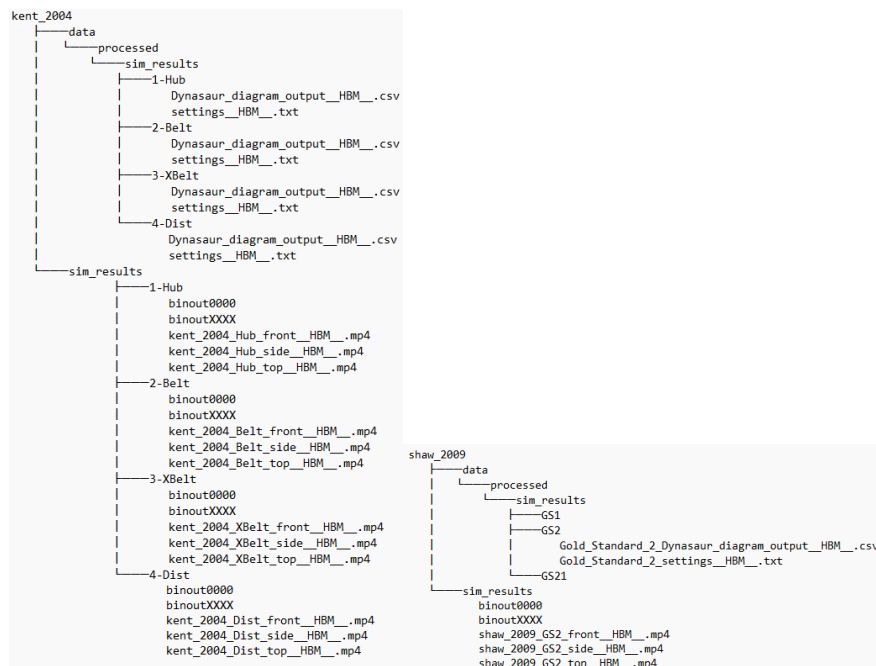 kent_2004
data
processed
sim_results
1-Hub
Dynasaur_diagram_output__HBM__.csv
settings__HBM__.txt
2-Belt
Dynasaur_diagram_output__HBM__.csv
settings__HBM__.txt
3-XBelt
Dynasaur_diagram_output__HBM__.csv
settings__HBM__.txt
4-Dist
Dynasaur_diagram_output__HBM__.csv
settings__HBM__.txt
sim_results
1-Hub
binout0000
binoutXXXX
kent_2004_Hub_front__HBM__.mp4
kent_2004_Hub_side__HBM__.mp4
kent_2004_Hub_top__HBM__.mp4
2-Belt
binout0000
binoutXXXX
kent_2004_Belt_front__HBM__.mp4
kent_2004_Belt_side__HBM__.mp4
kent_2004_Belt_top__HBM__.mp4
3-XBelt
binout0000
binoutXXXX
kent_2004_XBelt_front__HBM__.mp4
kent_2004_XBelt_side__HBM__.mp4
kent_2004_XBelt_top__HBM__.mp4
4-Dist
binout0000
binoutXXXX
kent_2004_Dist_front__HBM__.mp4
kent_2004_Dist_side__HBM__.mp4
kent_2004_Dist_top__HBM__.mp4
shaw_2009
data
processed
sim_results
GS1
GS2
Gold_Standard_2_Dynasaur_diagram_output__HBM__.csv
Gold_Standard_2_settings__HBM__.txt
GS21
sim_results
binout0000
binoutXXXX
shaw_2009_GS2_front__HBM__.mp4
shaw_2009_GS2_side__HBM__.mp4
shaw_2009_GS2_top__HBM__.mp4